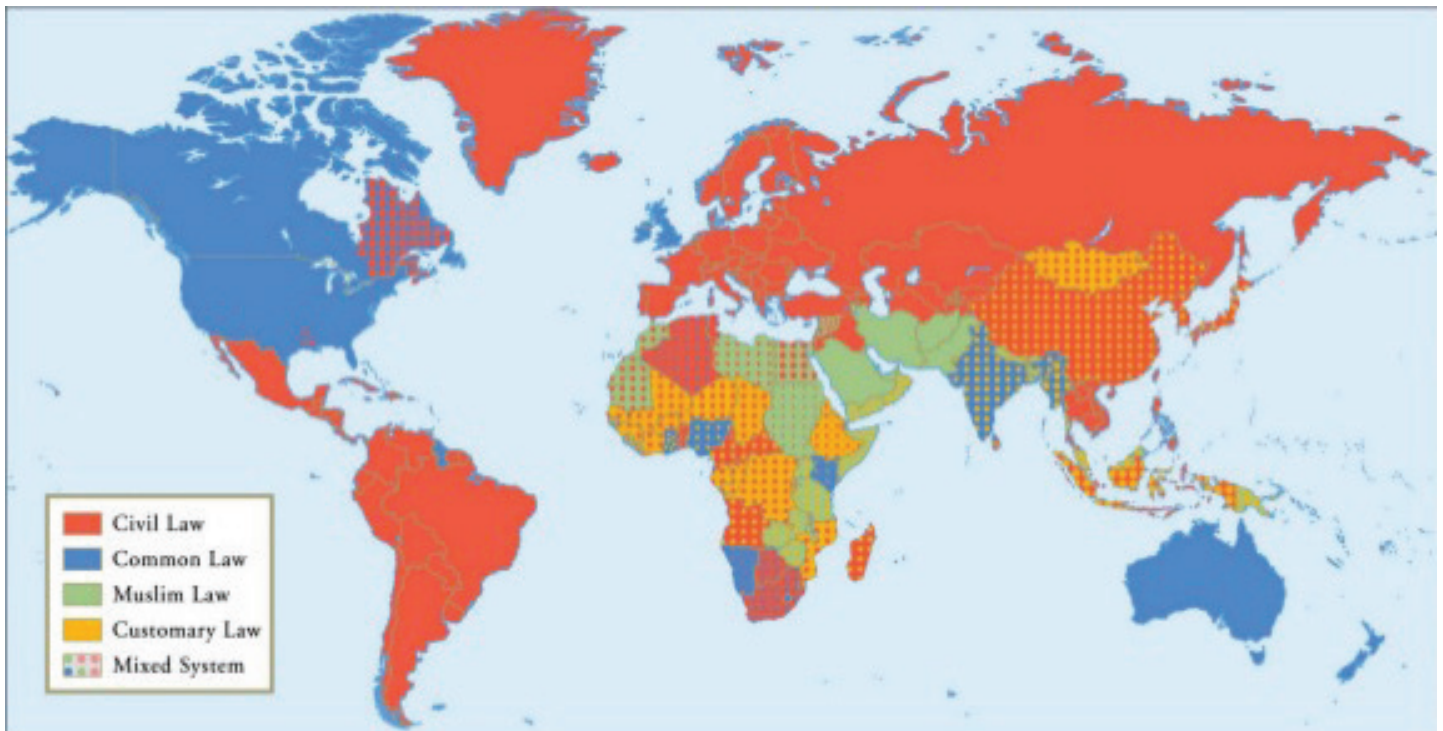 Civil Law
Common Law
Muslim Law
Customary Law
Mixed System